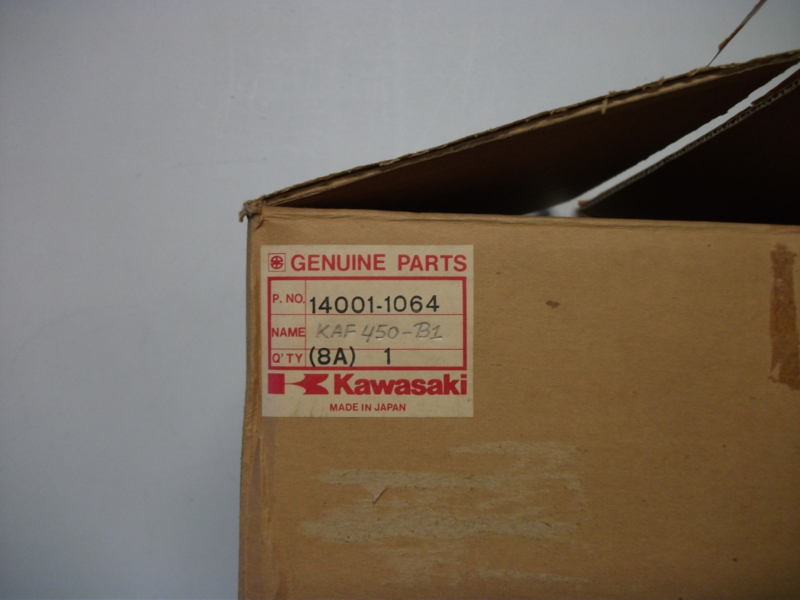 GENUINE PARTS
P. NO. 14001-1064
NAME KAF 450-B1
Q'TY (8A) 1
Kawasaki
MADE IN JAPAN